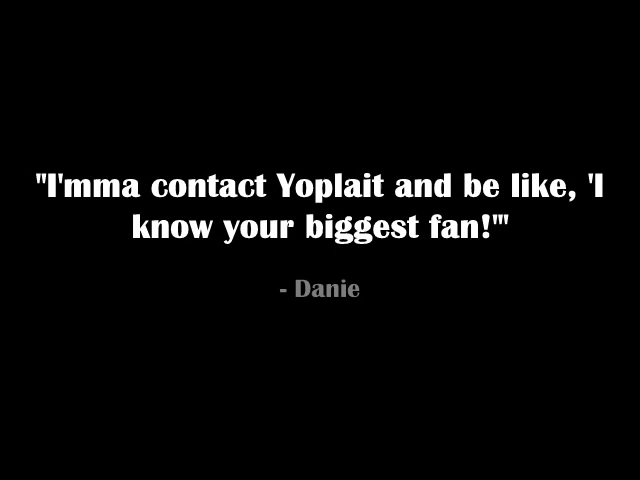 "I'mma contact Yoplait and be like, 'I
know your biggest fan!'"
- Danie